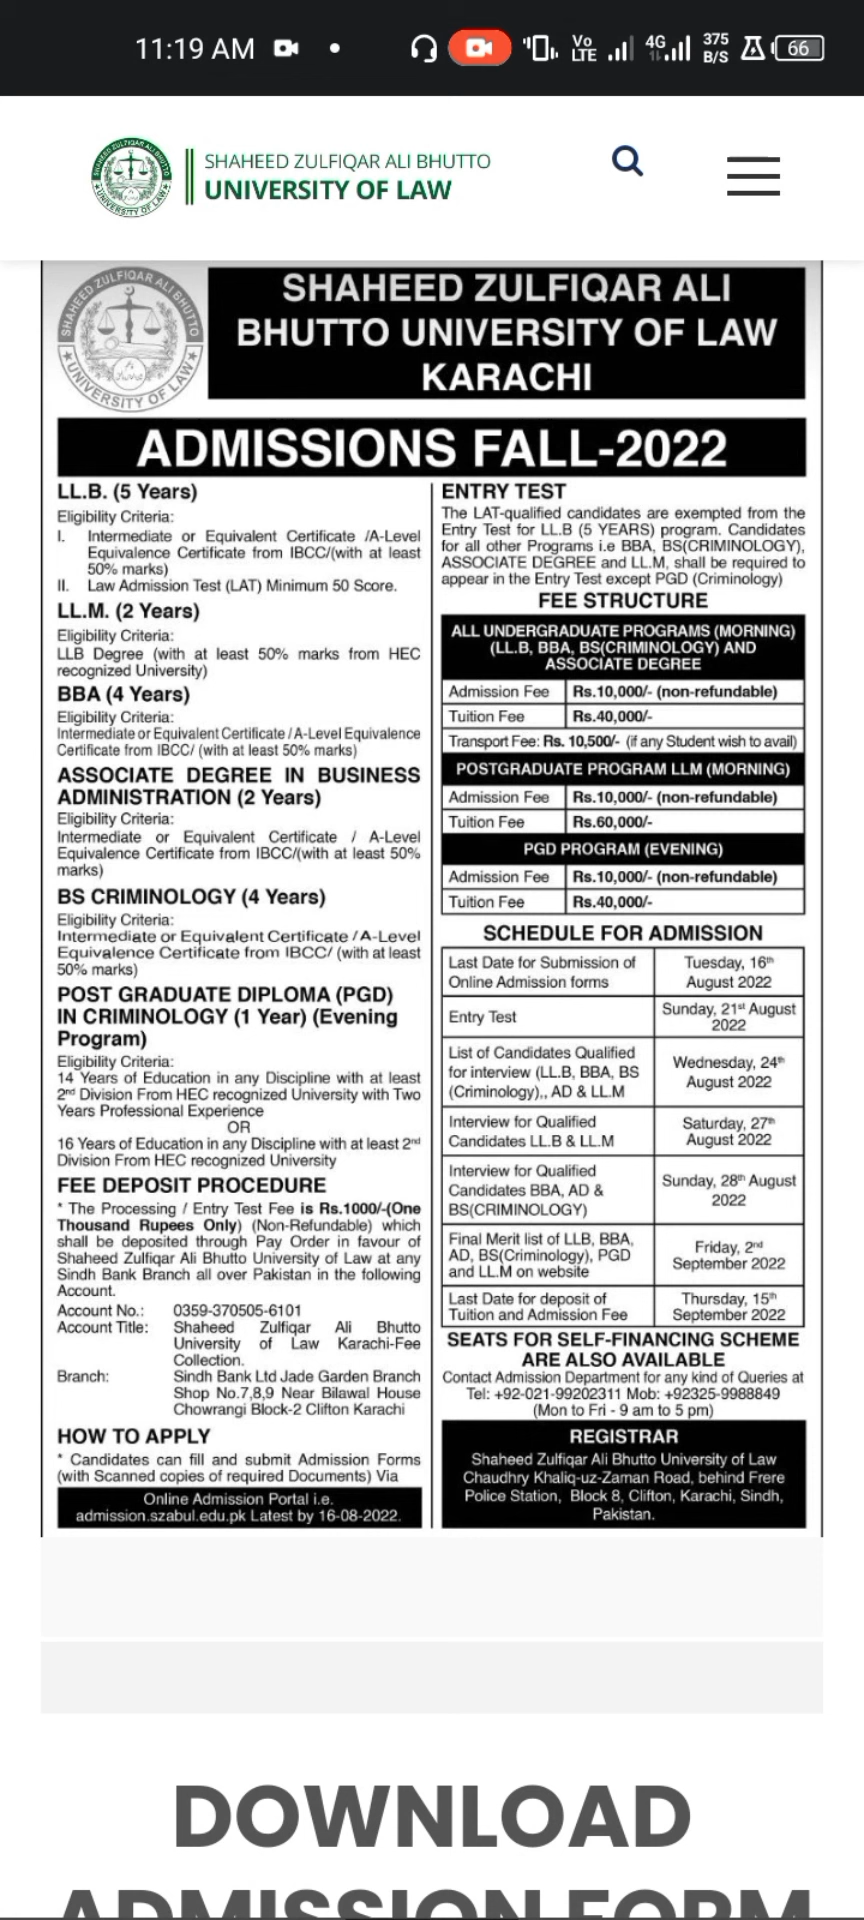 11:19 AM
Vo LTE 4G 375 B/S 66
SHAHEED ZULFIQAR ALI BHUTTO
UNIVERSITY OF LAW
SHAHEED ZULFIQAR ALI BHUTTO
UNIVERSITY OF LAW
SHAHEED ZULFIQAR ALI
BHUTTO UNIVERSITY OF LAW
KARACHI
ADMISSIONS FALL-2022
LL.B. (5 Years)
Eligibility Criteria:
I. Intermediate or Equivalent Certificate /A-Level
Equivalence Certificate from IBCC/(with at least
50% marks)
II. Law Admission Test (LAT) Minimum 50 Score.
LL.M. (2 Years)
Eligibility Criteria:
LLB Degree (with at least 50% marks from HEC
recognized University)
BBA (4 Years)
Eligibility Criteria:
Intermediate or Equivalent Certificate / A-Level Equivalence
Certificate from IBCC/ (with at least 50% marks)
ASSOCIATE DEGREE IN BUSINESS
ADMINISTRATION (2 Years)
Eligibility Criteria:
Intermediate or Equivalent Certificate / A-Level
Equivalence Certificate from IBCC/(with at least 50%
marks)
BS CRIMINOLOGY (4 Years)
Eligibility Criteria:
Intermediate or Equivalent Certificate / A-Level
Equivalence Certificate from IBCC/ (with at least
50% marks)
POST GRADUATE DIPLOMA (PGD)
IN CRIMINOLOGY (1 Year) (Evening
Program)
Eligibility Criteria:
14 Years of Education in any Discipline with at least
2nd Division From HEC recognized University with Two
Years Professional Experience
OR
16 Years of Education in any Discipline with at least 2nd
Division From HEC recognized University
FEE DEPOSIT PROCEDURE
* The Processing / Entry Test Fee is Rs.1000/-(One
Thousand Rupees Only) (Non-Refundable) which
shall be deposited through Pay Order in favour of
Shaheed Zulfiqar Ali Bhutto University of Law at any
Sindh Bank Branch all over Pakistan in the following
Account.
Account No.: 0359-370505-6101
Account Title: Shaheed Zulfiqar Ali Bhutto
University of Law Karachi-Fee
Collection.
Branch: Sindh Bank Ltd Jade Garden Branch
Shop No.7,8,9 Near Bilawal House
Chowrangi Block-2 Clifton Karachi
HOW TO APPLY
* Candidates can fill and submit Admission Forms
(with Scanned copies of required Documents) Via
Online Admission Portal i.e.
admission.szabul.edu.pk Latest by 16-08-2022.
ENTRY TEST
The LAT-qualified candidates are exempted from the
Entry Test for LL.B (5 YEARS) program. Candidates
for all other Programs i.e BBA, BS(CRIMINOLOGY),
ASSOCIATE DEGREE and LL.M, shall be required to
appear in the Entry Test except PGD (Criminology)
FEE STRUCTURE
ALL UNDERGRADUATE PROGRAMS (MORNING)
(LL.B, BBA, BS(CRIMINOLOGY) AND
ASSOCIATE DEGREE
Admission Fee Rs.10,000/- (non-refundable)
Tuition Fee Rs.40,000/-
Transport Fee: Rs. 10,500/- (if any Student wish to avail)
POSTGRADUATE PROGRAM LLM (MORNING)
Admission Fee Rs.10,000/- (non-refundable)
Tuition Fee Rs.60,000/-
PGD PROGRAM (EVENING)
Admission Fee Rs.10,000/- (non-refundable)
Tuition Fee Rs.40,000/-
SCHEDULE FOR ADMISSION
Last Date for Submission of Tuesday, 16th
Online Admission forms August 2022
Entry Test Sunday, 21st August
2022
List of Candidates Qualified
for interview (LL.B, BBA, BS Wednesday, 24th
(Criminology),, AD & LL.M August 2022
Interview for Qualified Saturday, 27th
Candidates LL.B & LL.M August 2022
Interview for Qualified
Candidates BBA, AD & Sunday, 28th August
BS(CRIMINOLOGY) 2022
Final Merit list of LLB, BBA,
AD, BS(Criminology), PGD Friday, 2nd
and LL.M on website September 2022
Last Date for deposit of Thursday, 15th
Tuition and Admission Fee September 2022
SEATS FOR SELF-FINANCING SCHEME
ARE ALSO AVAILABLE
Contact Admission Department for any kind of Queries at
Tel: +92-021-99202311 Mob: +92325-9988849
(Mon to Fri - 9 am to 5 pm)
REGISTRAR
Shaheed Zulfiqar Ali Bhutto University of Law
Chaudhry Khaliq-uz-Zaman Road, behind Frere
Police Station, Block 8, Clifton, Karachi, Sindh,
Pakistan.
DOWNLOAD
ADMISSION FORM